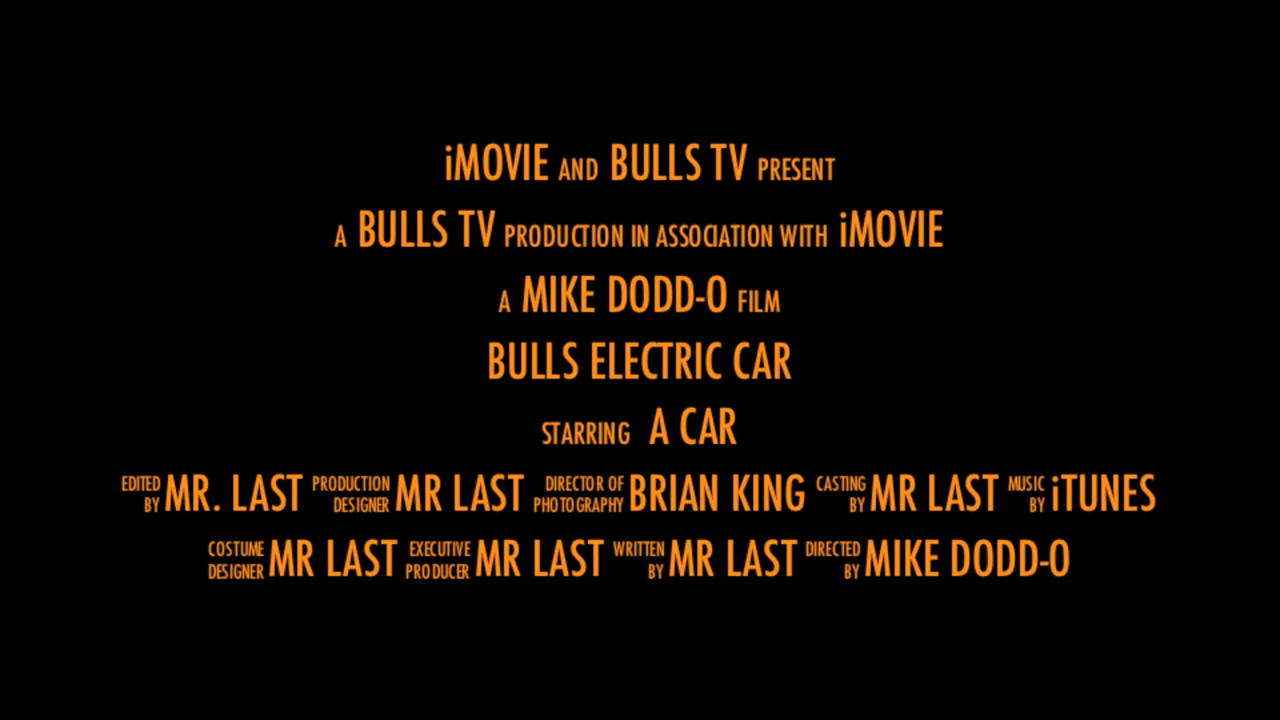 iMOVIE AND BULLS TV PRESENT
A BULLS TV PRODUCTION IN ASSOCIATION WITH iMOVIE
A MIKE DODD-O FILM
BULLS ELECTRIC CAR
STARRING A CAR
EDITED BY MR. LAST PRODUCTION DESIGNER MR LAST DIRECTOR OF PHOTOGRAPHY BRIAN KING CASTING BY MR LAST MUSIC BY iTUNES
COSTUME DESIGNER MR LAST EXECUTIVE PRODUCER MR LAST WRITTEN BY MR LAST DIRECTED BY MIKE DODD-O